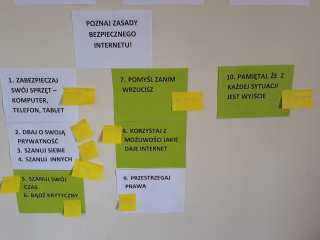 POZNAJ ZASADY
BEZPIECZNEGO
INTERNETU!
1. ZABEZPIECZAJ
SWÓJ SPRZĘT –
KOMPUTER,
TELEFON, TABLET
2. DBAJ O SWOJĄ
PRYWATNOŚĆ
3. SZANUJ SIEBIE
4. SZANUJ INNYCH
5. SZANUJ SWÓJ
CZAS
6. BĄDŹ KRYTYCZNY
7. POMYŚL ZANIM
WRZUCISZ
8. KORZYSTAJ Z
MOŻLIWOŚCI JAKIE
DAJE INTERNET
9. PRZESTRZEGAJ
PRAWA
10. PAMIĘTAJ, ŻE Z
KAŻDEJ SYTUACJI
JEST WYJŚCIE